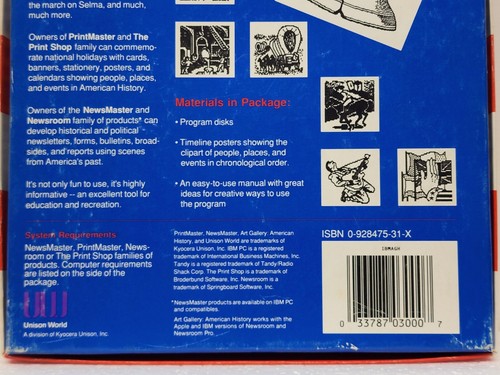 the march on Selma, and much,
much more.
Owners of PrintMaster and The
Print Shop family can commemo-
rate national holidays with cards,
banners, stationery, posters, and
calendars showing people, places,
and events in American History.
Owners of the NewsMaster and
Newsroom family of products* can
develop historical and political
newsletters, forms, bulletins, broad-
sides, and reports using scenes
from America's past.
It's not only fun to use, it's highly
informative -- an excellent tool for
education and recreation.
Materials in Package:
• Program disks
• Timeline posters showing the
clipart of people, places, and
events in chronological order.
• An easy-to-use manual with great
ideas for creative ways to use
the program
System Requirements
NewsMaster, PrintMaster, News-
room or The Print Shop families of
products. Computer requirements
are listed on the side of the
package.
Unison World
A division of Kyocera Unison, Inc.
PrintMaster, NewsMaster, Art Gallery: American
History, and Unison World are trademarks of
Kyocera Unison, Inc. IBM PC is a registered
trademark of International Business Machines, Inc.
Tandy is a registered trademark of Tandy/Radio
Shack Corp. The Print Shop is a trademark of
Broderbund Software, Inc. Newsroom is a
trademark of Springboard Software, Inc.
*NewsMaster products are available on IBM PC
and compatibles.
Art Gallery: American History works with the
Apple and IBM versions of Newsroom and
Newsroom Pro.
ISBN 0-928475-31-X
IBMAGH
0 33787 03000 7